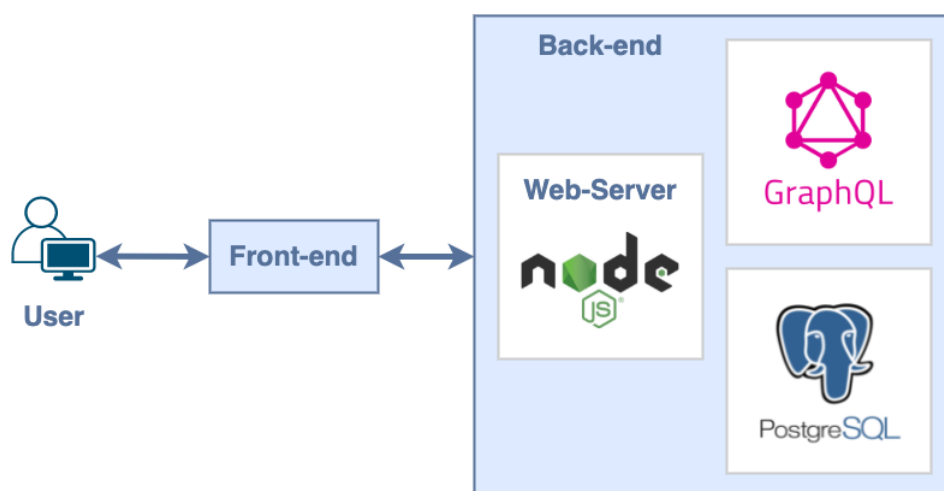 Back-end
GraphQL
Web-Server
node
JS
®
Front-end
User
PostgreSQL